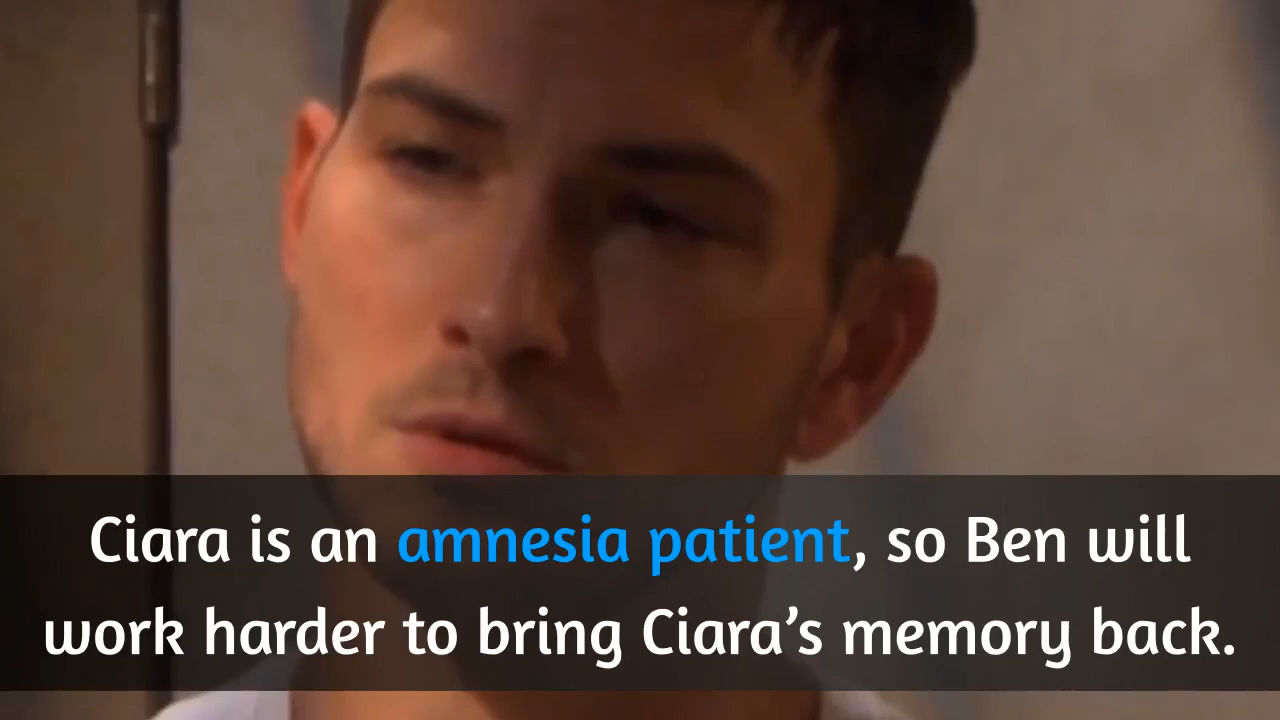 Ciara is an amnesia patient, so Ben will
work harder to bring Ciara’s memory back.